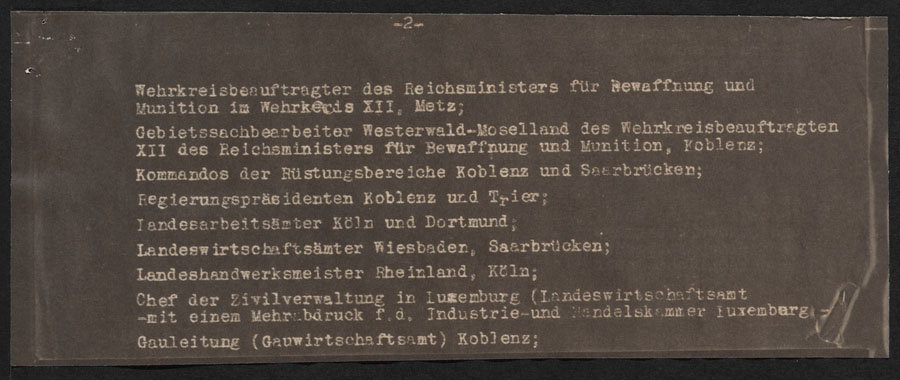 -2-
Wehrkreisbeauftragter des Reichsministers für Bewaffnung und
Munition im Wehrkreis XII, Metz;
Gebietssachbearbeiter Westerwald-Moselland des Wehrkreisbeauftragten
XII des Reichsministers für Bewaffnung und Munition, Koblenz;
Kommandos der Rüstungsbereiche Koblenz und Saarbrücken;
Regierungspräsidenten Koblenz und Trier;
Landesarbeitsämter Köln und Dortmund;
Landeswirtschaftsämter Wiesbaden, Saarbrücken;
Landeshandwerksmeister Rheinland, Köln;
Chef der Zivilverwaltung in Luxemburg (Landeswirtschaftsamt
-mit einem Mehrabdruck f.d. Industrie-und Handelskammer Luxemburg,-
Gauleitung (Gauwirtschaftsamt) Koblenz;